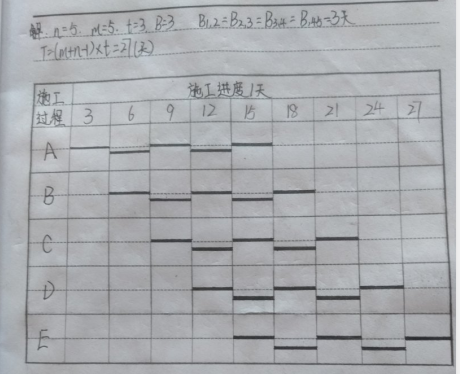 解: n=5, m=5, t=3, B=3 B1,2=B2,3=B3,4=B4,5=3天
T=(m+n-1)×t=27(天)
施工过程 施工进度/天
3 6 9 12 15 18 21 24 27
A
B
C
D
E